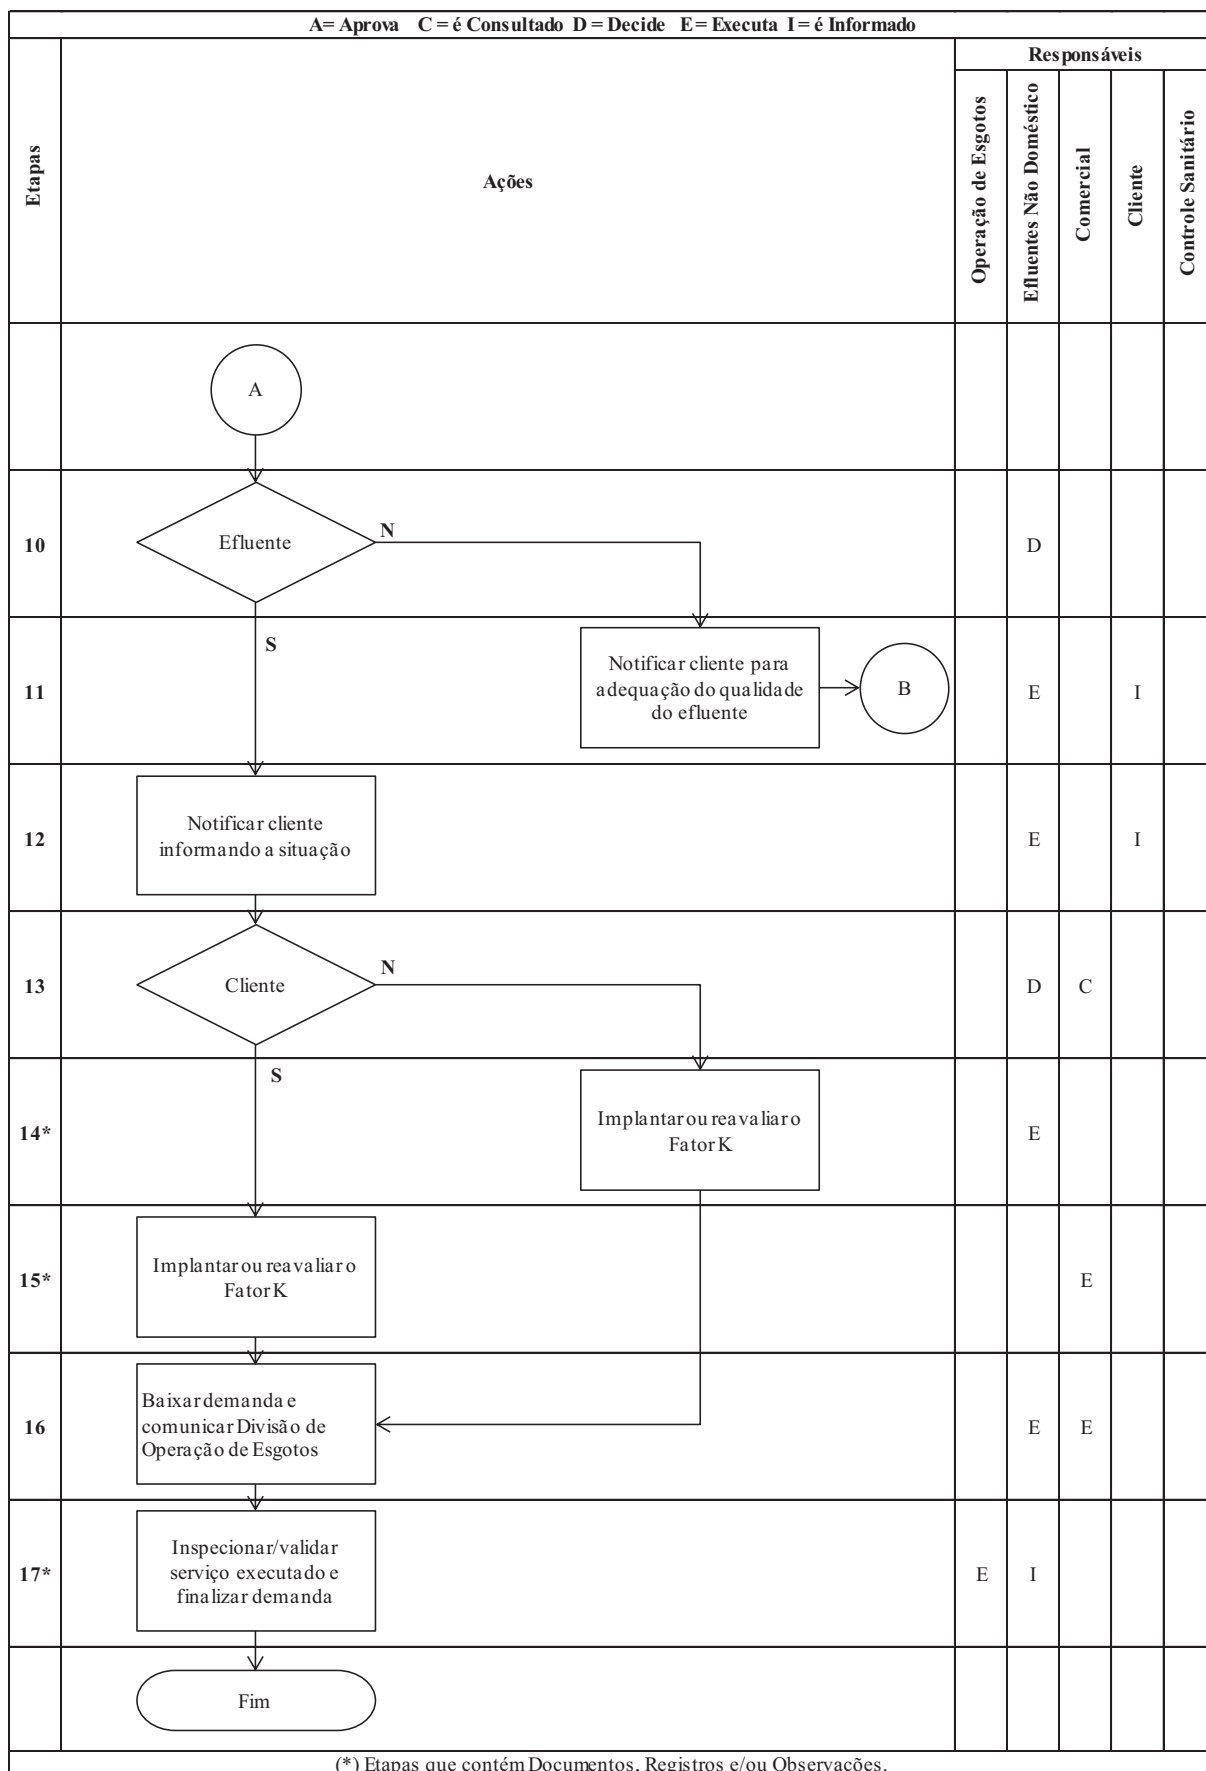 A= Aprova C = é Consultado D = Decide E = Executa I = é Informado
Responsáveis
Etapas
Ações
Operação de Esgotos
Efluentes Não Doméstico
Comercial
Cliente
Controle Sanitário
A
10
Efluente
N
D
S
11
Notificar cliente para
adequação do qualidade
do efluente
B
E
I
12
Notificar cliente
informando a situação
E
I
13
Cliente
N
D
C
S
14*
Implantar ou reavaliar o
Fator K
E
15*
Implantar ou reavaliar o
Fator K
E
16
Baixar demanda e
comunicar Divisão de
Operação de Esgotos
E
E
17*
Inspecionar/validar
serviço executado e
finalizar demanda
E
I
Fim
(*) Etapas que contém Documentos, Registros e/ou Observações.